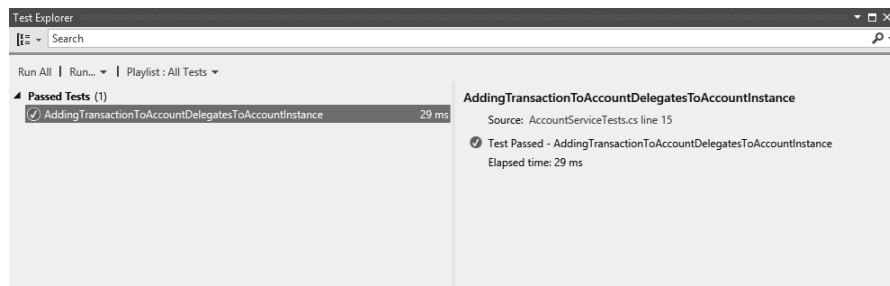 Test Explorer
Search
Run All | Run... | Playlist : All Tests
Passed Tests (1)
AddingTransactionToAccountDelegatesToAccountInstance 29 ms
AddingTransactionToAccountDelegatesToAccountInstance
Source: AccountServiceTests.cs line 15
Test Passed - AddingTransactionToAccountDelegatesToAccountInstance
Elapsed time: 29 ms